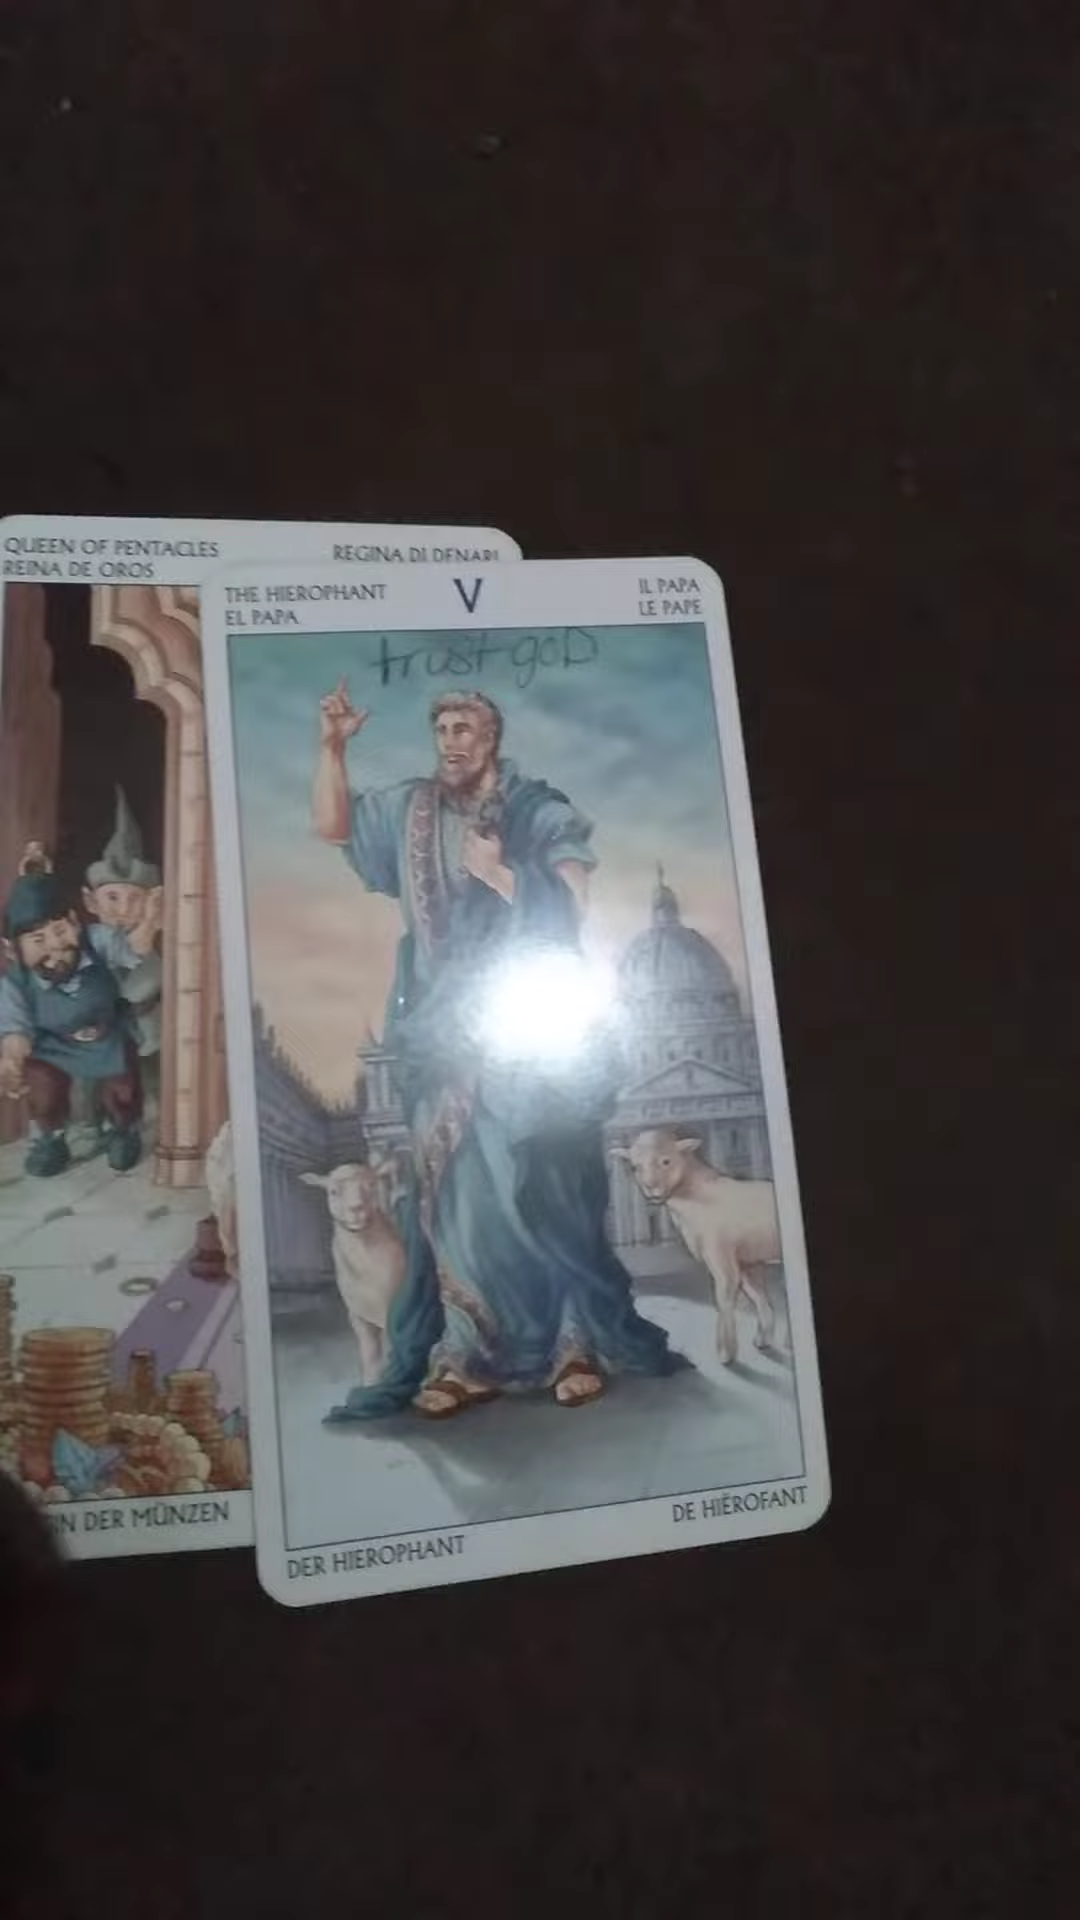 QUEEN OF PENTACLES
REINA DE OROS
REGINA DI DENARI
THE HIEROPHANT
EL PAPA
V
IL PAPA
LE PAPE
trust goD
IN DER MÜNZEN
DER HIEROPHANT
DE HIËROFANT